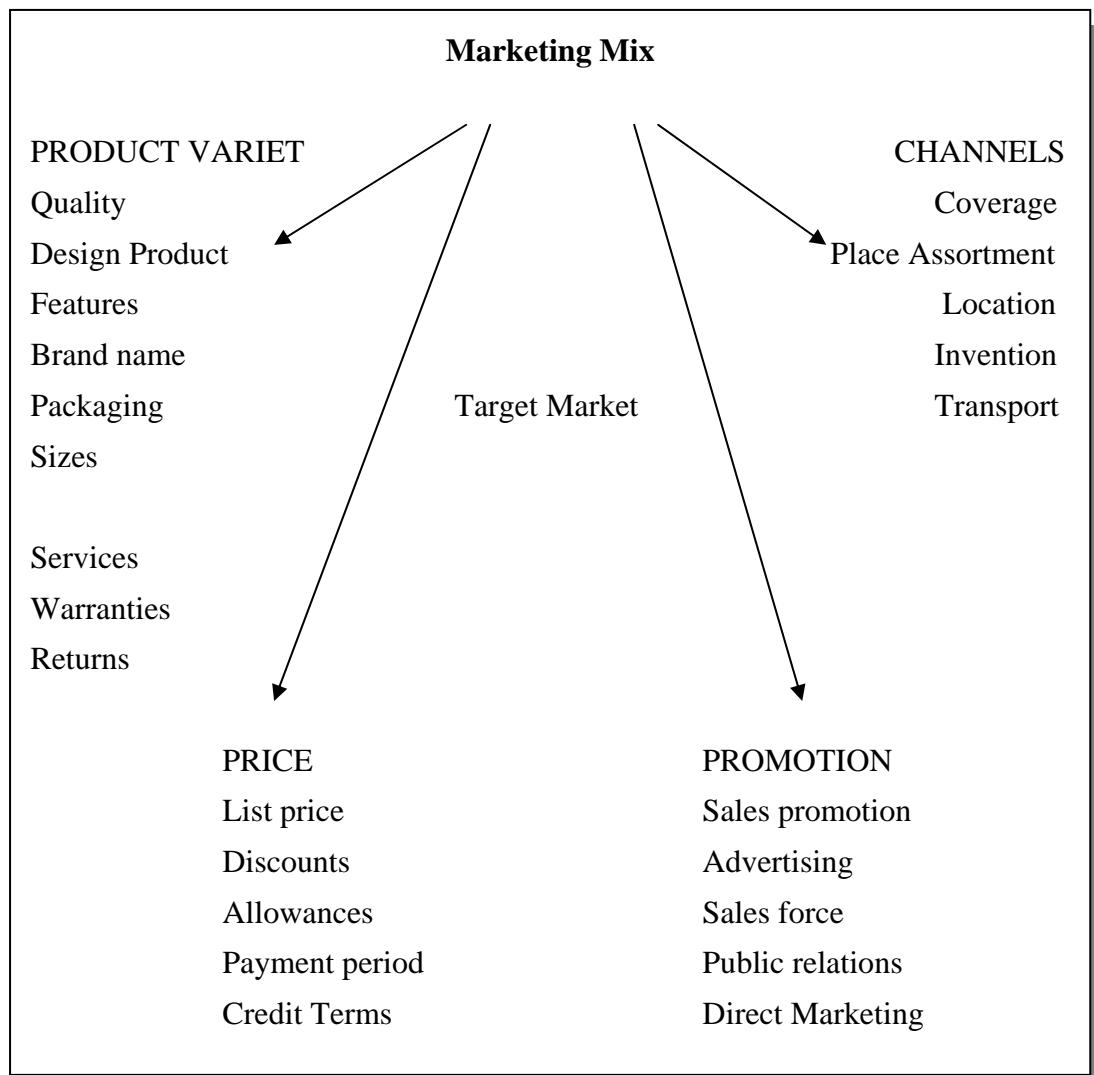 Marketing Mix
PRODUCT VARIET
Quality
Design Product
Features
Brand name
Packaging
Sizes
Services
Warranties
Returns
CHANNELS
Coverage
Place Assortment
Location
Invention
Transport
Target Market
PRICE
List price
Discounts
Allowances
Payment period
Credit Terms
PROMOTION
Sales promotion
Advertising
Sales force
Public relations
Direct Marketing